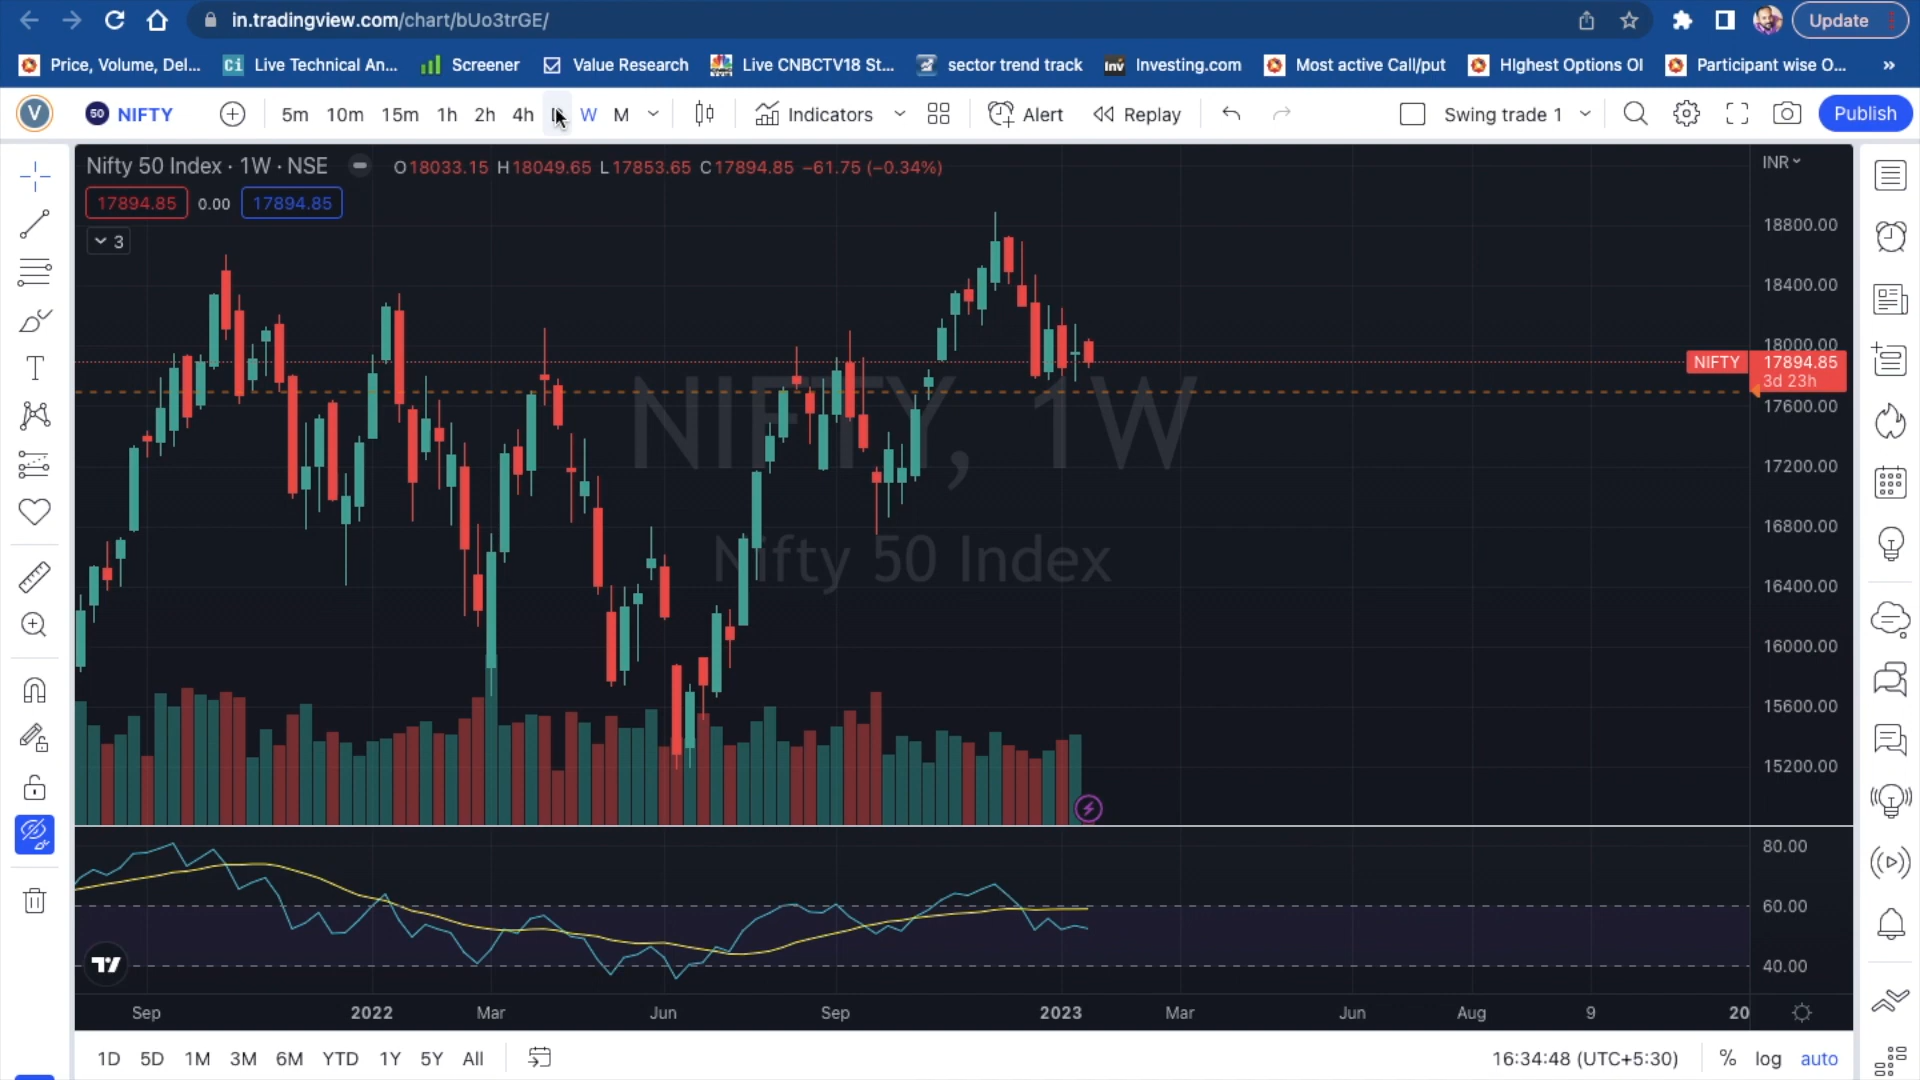 in.tradingview.com/chart/bUo3trGE/
Update
Price, Volume, Del...
Ci Live Technical An...
Screener
Value Research
Live CNBCTV18 St...
sector trend track
Inv Investing.com
Most active Call/put
HIghest Options OI
Participant wise O...
»
V
50 NIFTY
5m 10m 15m 1h 2h 4h W M
Indicators
Alert
Replay
Swing trade 1
Publish
Nifty 50 Index · 1W · NSE
O18033.15 H18049.65 L17853.65 C17894.85 −61.75 (−0.34%)
INR
17894.85 0.00 17894.85
3
18800.00
18400.00
18000.00
NIFTY 17894.85
3d 23h
17600.00
NIFTY, 1W
17200.00
16800.00
Nifty 50 Index
16400.00
16000.00
15600.00
15200.00
80.00
60.00
40.00
Sep 2022 Mar Jun Sep 2023 Mar Jun Aug 9 20
1D 5D 1M 3M 6M YTD 1Y 5Y All
16:34:48 (UTC+5:30) % log auto